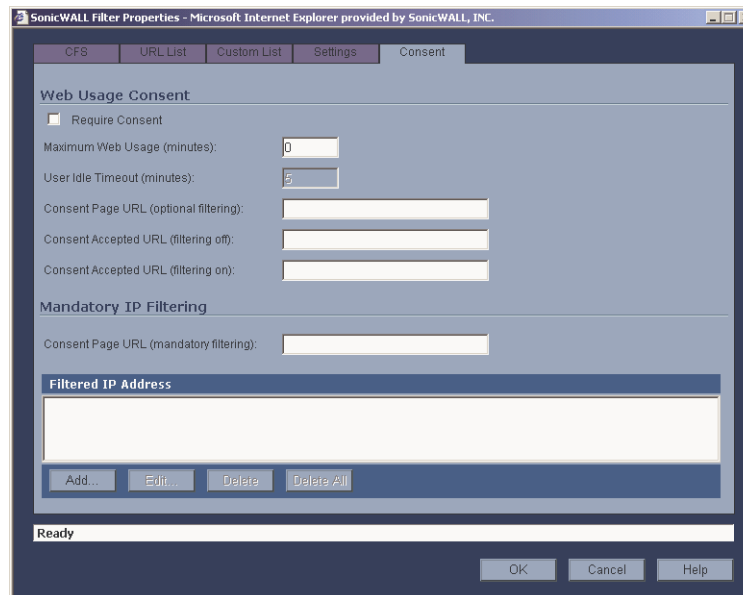 SonicWALL Filter Properties - Microsoft Internet Explorer provided by SonicWALL, INC.
CFS URL List Custom List Settings Consent
Web Usage Consent
Require Consent
Maximum Web Usage (minutes): 0
User Idle Timeout (minutes): 5
Consent Page URL (optional filtering):
Consent Accepted URL (filtering off):
Consent Accepted URL (filtering on):
Mandatory IP Filtering
Consent Page URL (mandatory filtering):
Filtered IP Address
Add... Edit... Delete Delete All
Ready
OK Cancel Help